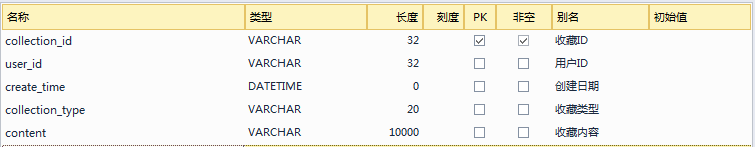 名称 类型 长度 刻度 PK 非空 别名 初始值
collection_id VARCHAR 32 收藏ID
user_id VARCHAR 32 用户ID
create_time DATETIME 0 创建日期
collection_type VARCHAR 20 收藏类型
content VARCHAR 10000 收藏内容